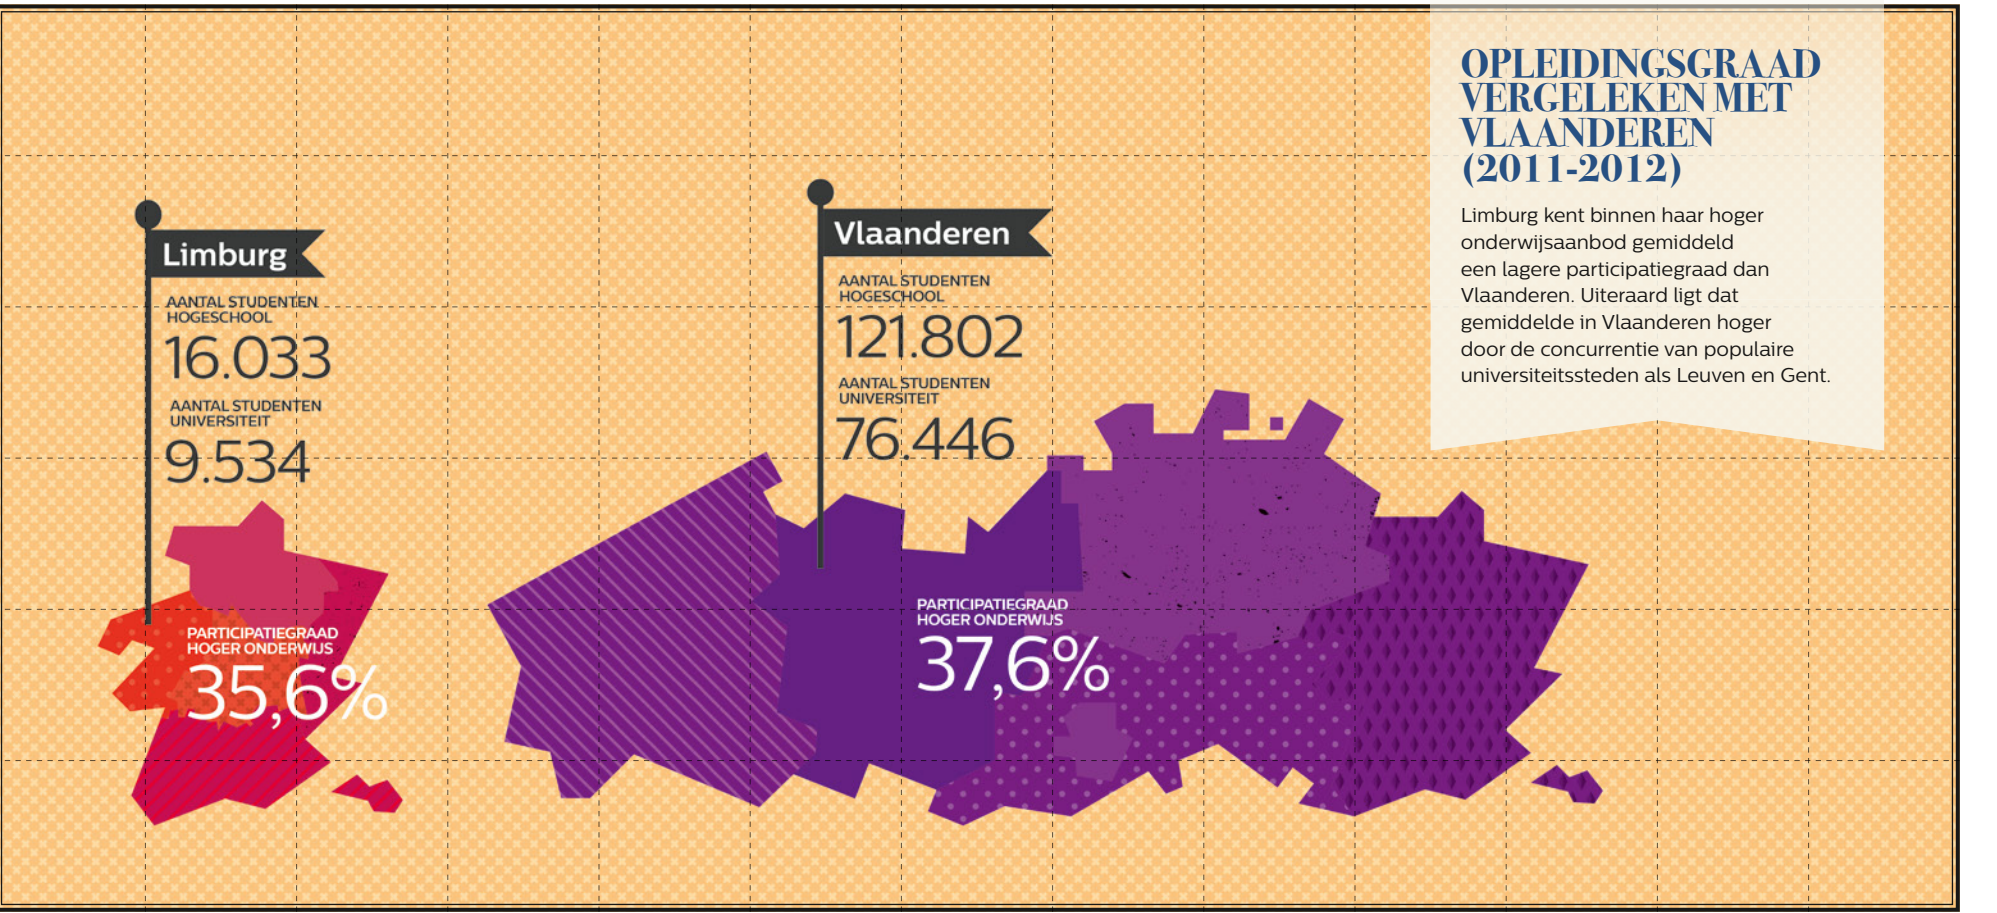 OPLEIDINGSGRAAD
VERGELEKEN MET
VLAANDEREN
(2011-2012)
Limburg kent binnen haar hoger
onderwijsaanbod gemiddeld
een lagere participatiegraad dan
Vlaanderen. Uiteraard ligt dat
gemiddelde in Vlaanderen hoger
door de concurrentie van populaire
universiteitssteden als Leuven en Gent.
Limburg
AANTAL STUDENTEN
HOGESCHOOL
16.033
AANTAL STUDENTEN
UNIVERSITEIT
9.534
PARTICIPATIEGRAAD
HOGER ONDERWIJS
35,6%
Vlaanderen
AANTAL STUDENTEN
HOGESCHOOL
121.802
AANTAL STUDENTEN
UNIVERSITEIT
76.446
PARTICIPATIEGRAAD
HOGER ONDERWIJS
37,6%